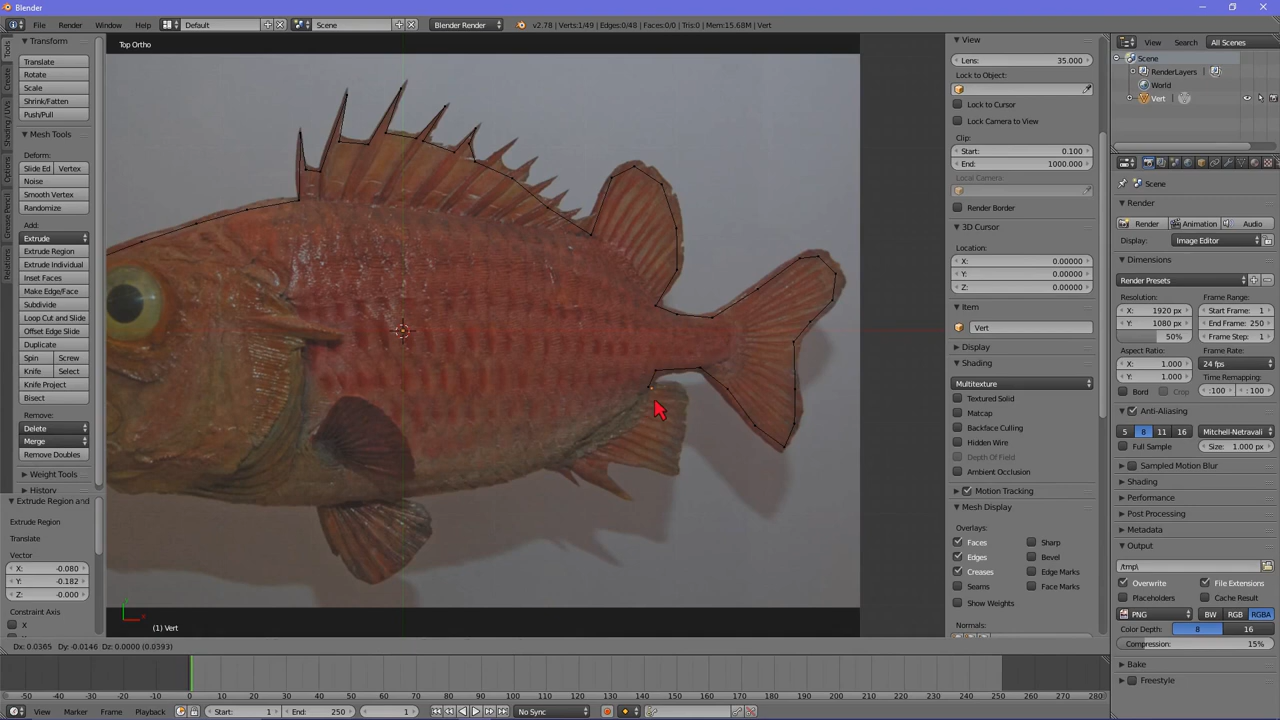 Blender
File
Render
Window
Help
Default
Scene
Blender Render
v2.78 | Verts:1/49 | Edges:0/48 | Faces:0/0 | Tris:0 | Mem:15.68M | Vert
Tools
Create
Shading / UVs
Options
Grease Pencil
Relations
Transform
Translate
Rotate
Scale
Shrink/Fatten
Push/Pull
Mesh Tools
Deform:
Slide Ed
Vertex
Noise
Smooth Vertex
Randomize
Add:
Extrude
Extrude Region
Extrude Individual
Inset Faces
Make Edge/Face
Subdivide
Loop Cut and Slide
Offset Edge Slide
Duplicate
Spin
Screw
Knife
Select
Knife Project
Bisect
Remove:
Delete
Merge
Remove Doubles
Weight Tools
History
Extrude Region and
Extrude Region
Translate
Vector
X: -0.080
Y: -0.182
Z: -0.000
Constraint Axis
X
Top Ortho
(1) Vert
Dx: 0.0365 Dy: -0.0146 Dz: 0.0000 (0.0393)
View
Lens: 35.000
Lock to Object:
Lock to Cursor
Lock Camera to View
Clip:
Start: 0.100
End: 1000.000
Local Camera:
Render Border
3D Cursor
Location:
X: 0.00000
Y: 0.00000
Z: 0.00000
Item
Vert
Display
Shading
Multitexture
Textured Solid
Matcap
Backface Culling
Hidden Wire
Depth Of Field
Ambient Occlusion
Motion Tracking
Mesh Display
Overlays:
Faces
Sharp
Edges
Bevel
Creases
Edge Marks
Seams
Face Marks
Show Weights
Normals:
View
Search
All Scenes
Scene
RenderLayers
World
Vert
Scene
Render
Render
Animation
Audio
Display:
Image Editor
Dimensions
Render Presets
Resolution:
Frame Range:
X: 1920 px
Start Frame: 1
Y: 1080 px
End Frame: 250
50%
Frame Step: 1
Aspect Ratio:
Frame Rate:
X: 1.000
24 fps
Y: 1.000
Time Remapping:
Bord
Crop
:100
: 100
Anti-Aliasing
5
8
11
16
Mitchell-Netravali
Full Sample
Size: 1.000 px
Sampled Motion Blur
Shading
Performance
Post Processing
Metadata
Output
/tmp\
Overwrite
File Extensions
Placeholders
Cache Result
PNG
BW
RGB
RGBA
Color Depth:
8
16
Compression:
15%
Bake
Freestyle
-50 -40 -30 -20 -10 0 10 20 30 40 50 60 70 80 90 100 110 120 130 140 150 160 170 180 190 200 210 220 230 240 250 260 270 280
View
Marker
Frame
Playback
Start: 1
End: 250
1
No Sync